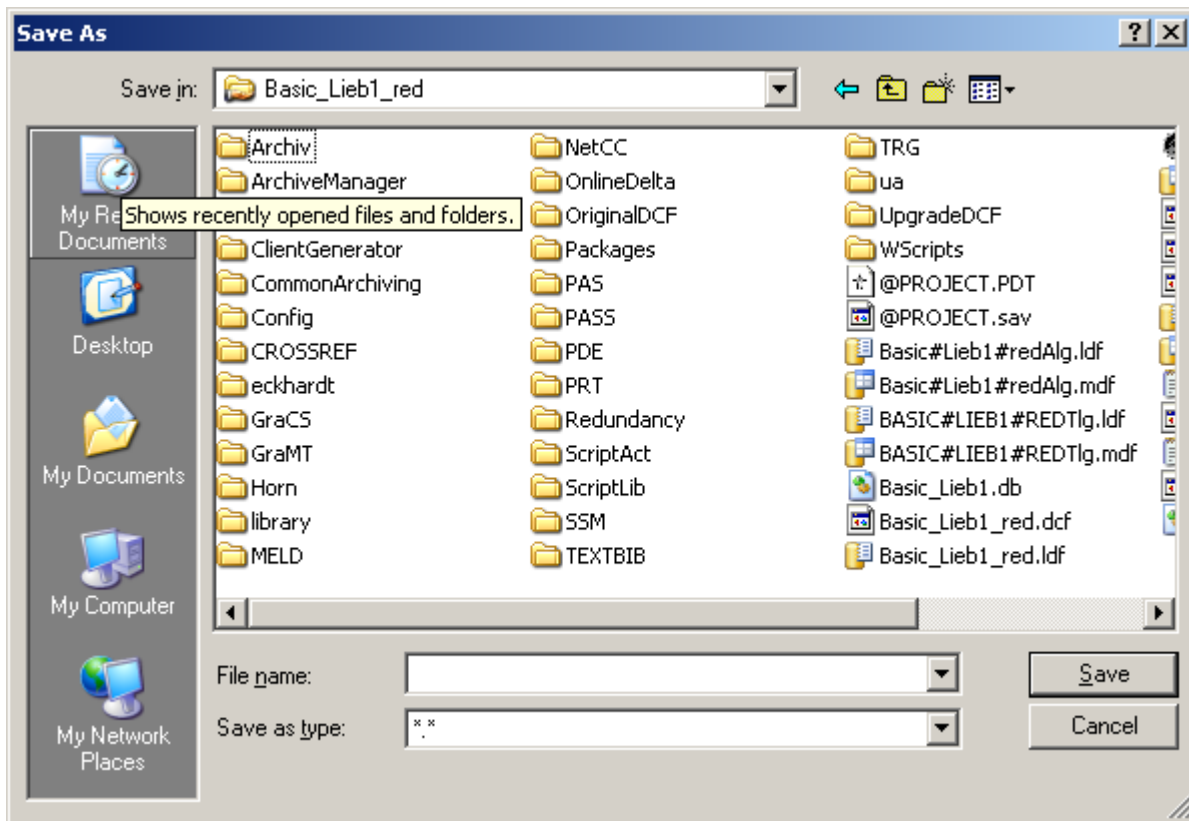 Save As
Save in:
Basic_Lieb1_red
My Re
Documents
Desktop
My Documents
My Computer
My Network
Places
Shows recently opened files and folders.
Archiv
ArchiveManager
ClientGenerator
CommonArchiving
Config
CROSSREF
eckhardt
GraCS
GraMT
Horn
library
MELD
NetCC
OnlineDelta
OriginalDCF
Packages
PAS
PASS
PDE
PRT
Redundancy
ScriptAct
ScriptLib
SSM
TEXTBIB
TRG
ua
UpgradeDCF
WScripts
@PROJECT.PDT
@PROJECT.sav
Basic#Lieb1#redAlg.ldf
Basic#Lieb1#redAlg.mdf
BASIC#LIEB1#REDTlg.ldf
BASIC#LIEB1#REDTlg.mdf
Basic_Lieb1.db
Basic_Lieb1_red.dcf
Basic_Lieb1_red.ldf
File name:
Save as type:
*.*
Save
Cancel